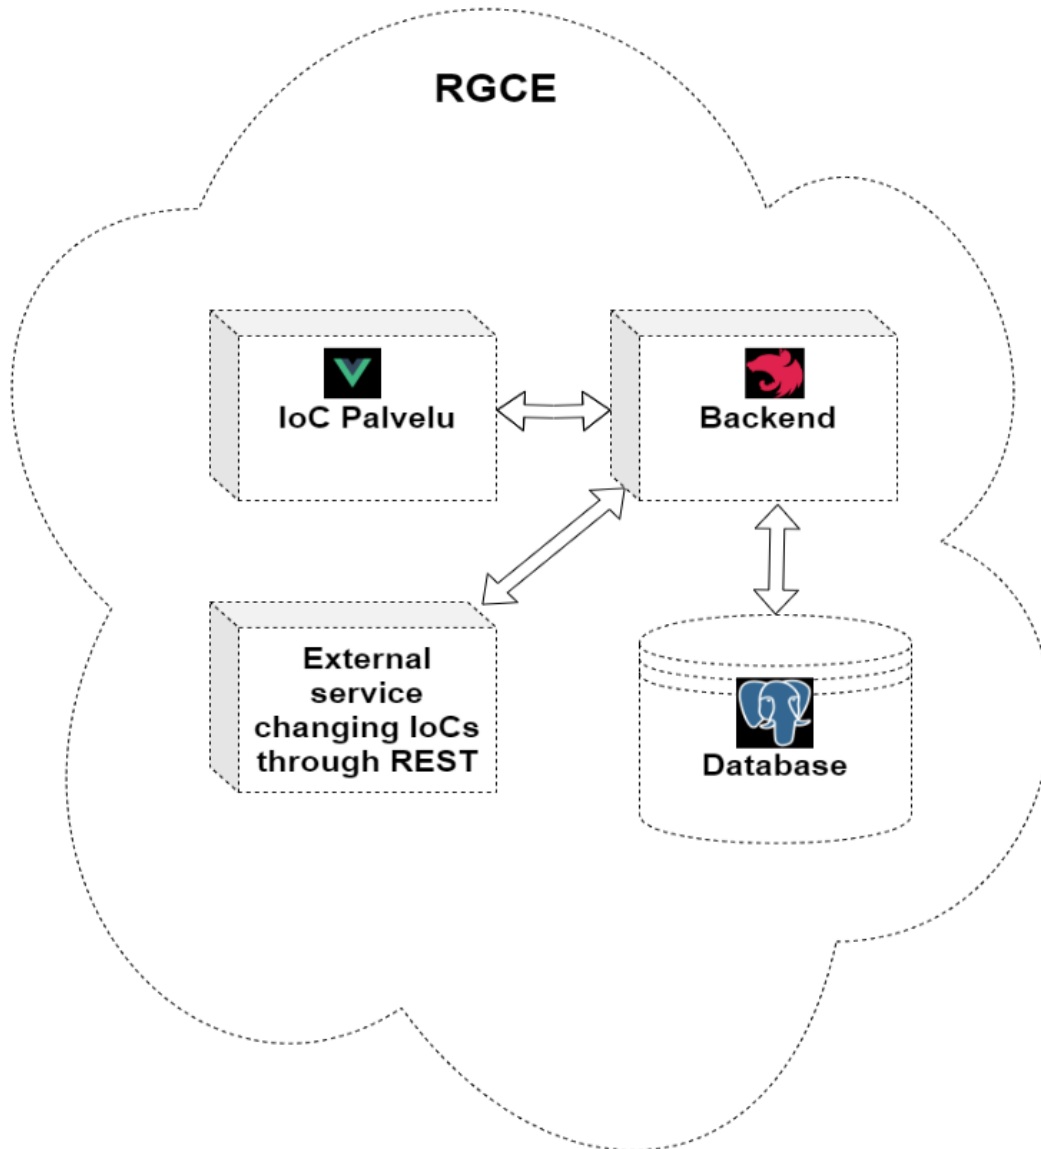 RGCE
IoC Palvelu
Backend
External
service
changing IoCs
through REST
Database